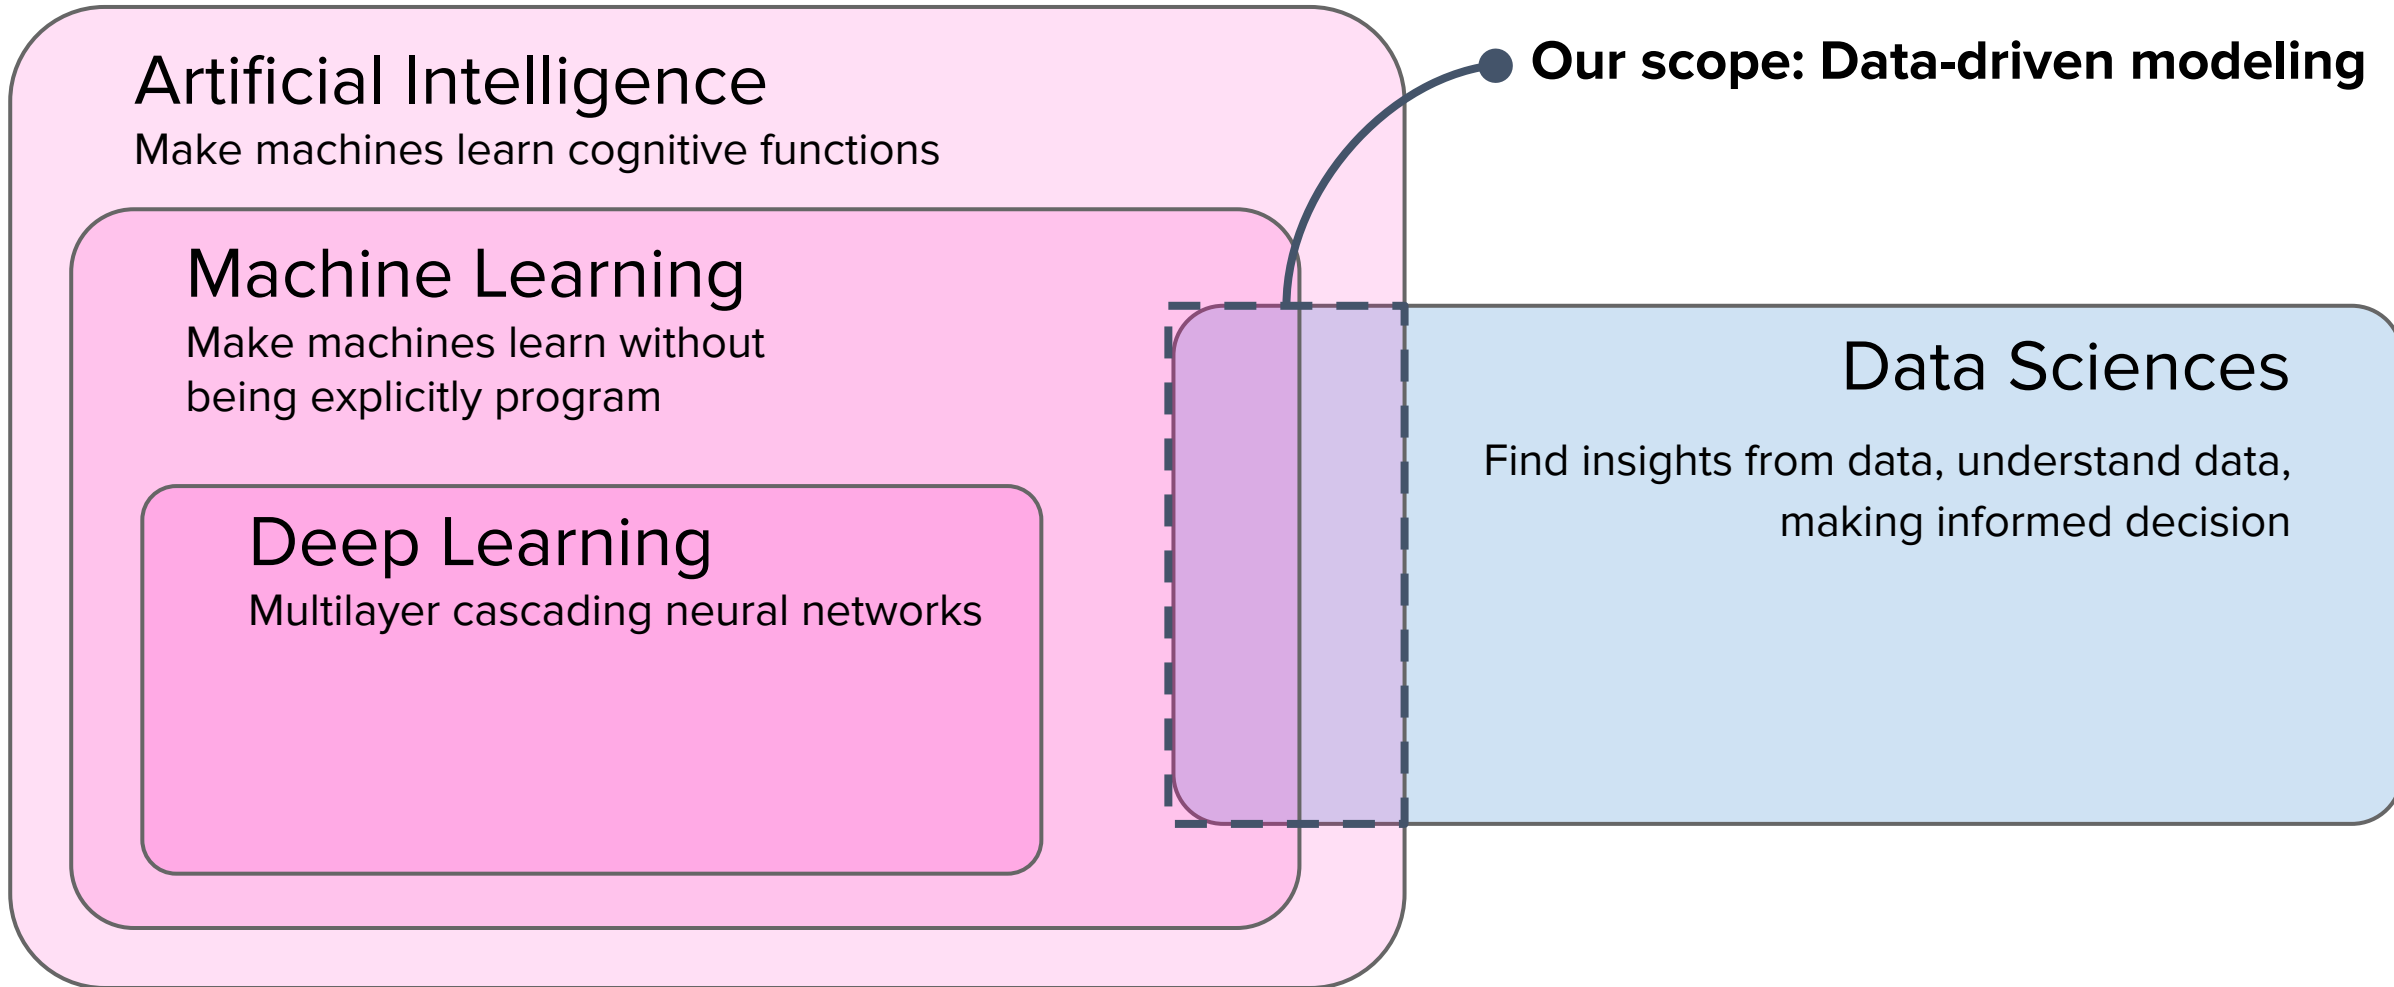 Artificial Intelligence
Make machines learn cognitive functions
Our scope: Data-driven modeling
Machine Learning
Make machines learn without
being explicitly program
Deep Learning
Multilayer cascading neural networks
Data Sciences
Find insights from data, understand data,
making informed decision